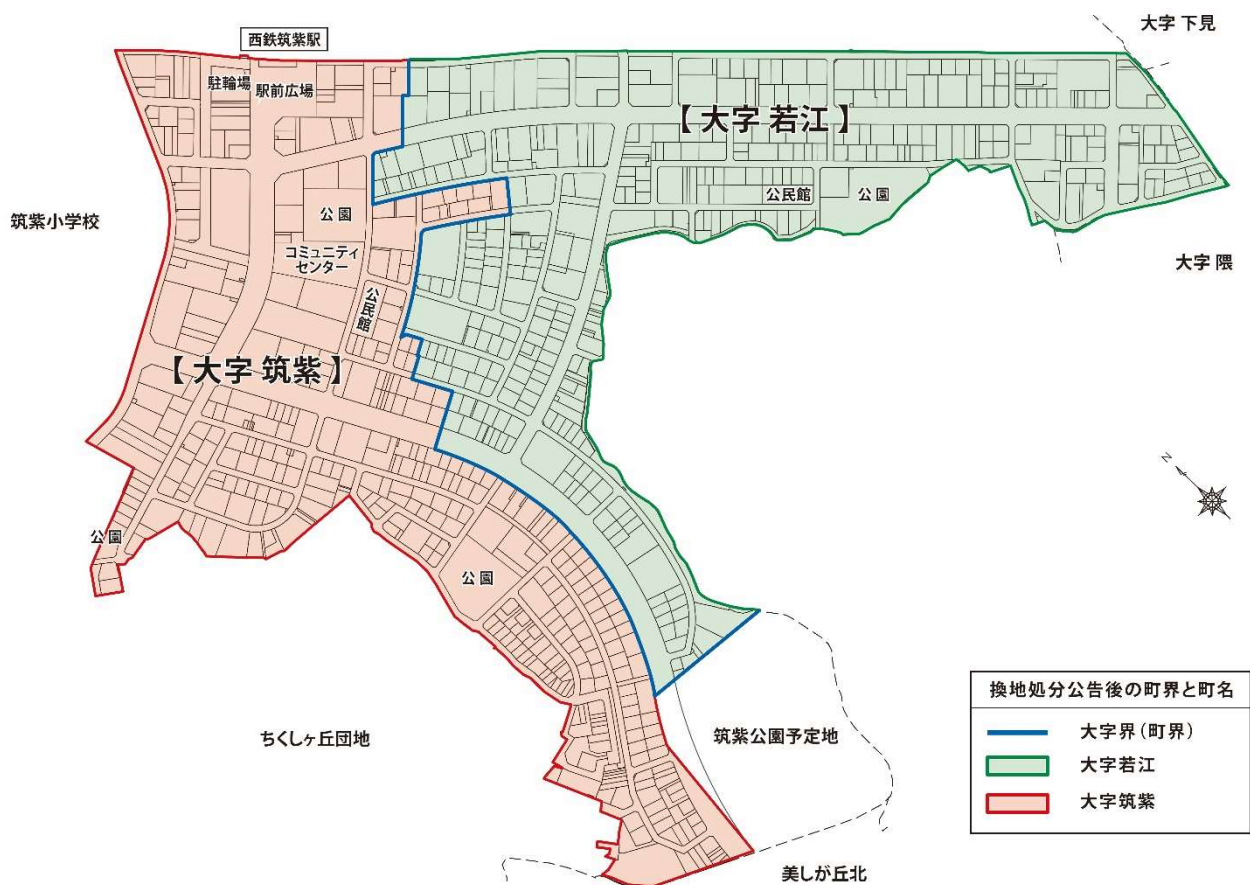 大字 下見
西鉄筑紫駅
駐輪場
駅前広場
【 大字 若江 】
公民館
公園
筑紫小学校
公園
コミュニティ
センター
公民館
大字 隈
【 大字 筑紫 】
N
公園
公園
換地処分公告後の町界と町名
大字界(町界)
大字若江
大字筑紫
ちくしヶ丘団地
筑紫公園予定地
美しが丘北